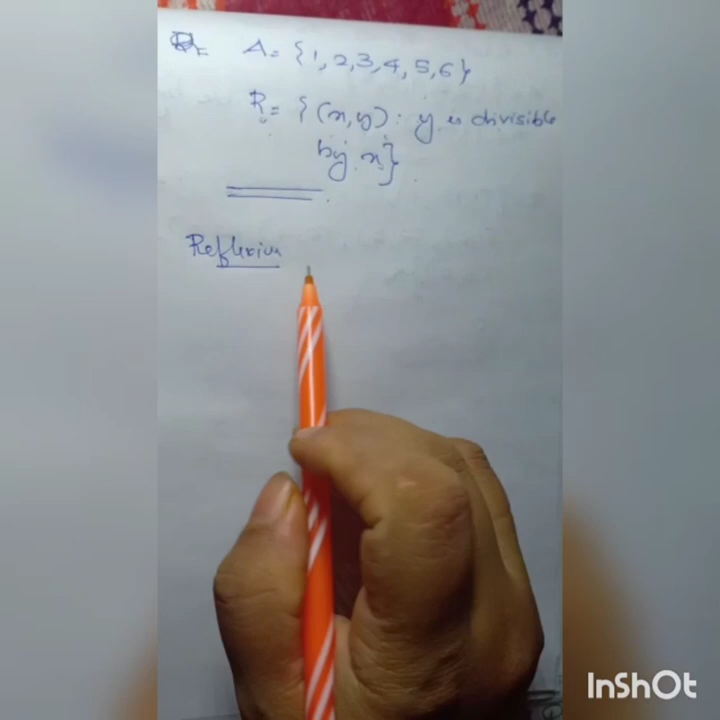 A = {1, 2, 3, 4, 5, 6}
R = {(x, y) : y is divisible
by x}
Reflexive
InShOt